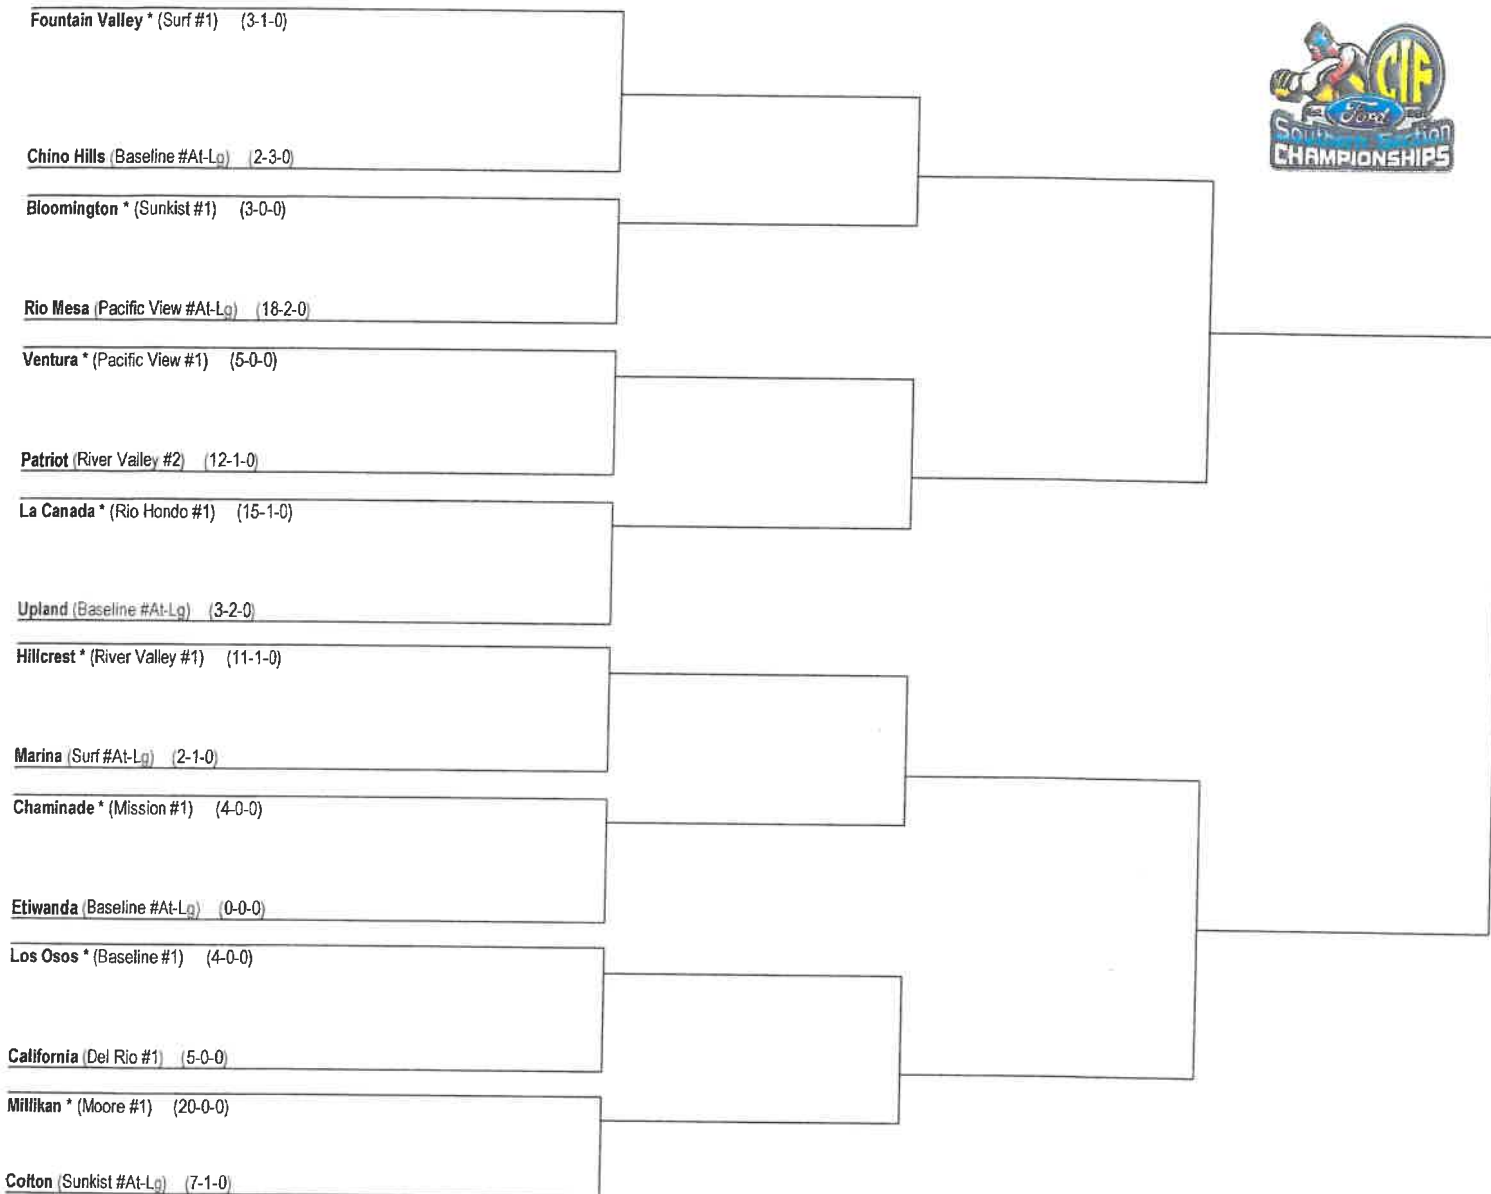 Fountain Valley * (Surf #1) (3-1-0)
CIF
Ford
Southern Section
CHAMPIONSHIPS
Chino Hills (Baseline #At-Lg) (2-3-0)
Bloomington * (Sunkist #1) (3-0-0)
Rio Mesa (Pacific View #At-Lg) (18-2-0)
Ventura * (Pacific View #1) (5-0-0)
Patriot (River Valley #2) (12-1-0)
La Canada * (Rio Hondo #1) (15-1-0)
Upland (Baseline #At-Lg) (3-2-0)
Hillcrest * (River Valley #1) (11-1-0)
Marina (Surf #At-Lg) (2-1-0)
Chaminade * (Mission #1) (4-0-0)
Etiwanda (Baseline #At-Lg) (0-0-0)
Los Osos * (Baseline #1) (4-0-0)
California (Del Rio #1) (5-0-0)
Millikan * (Moore #1) (20-0-0)
Colton (Sunkist #At-Lg) (7-1-0)